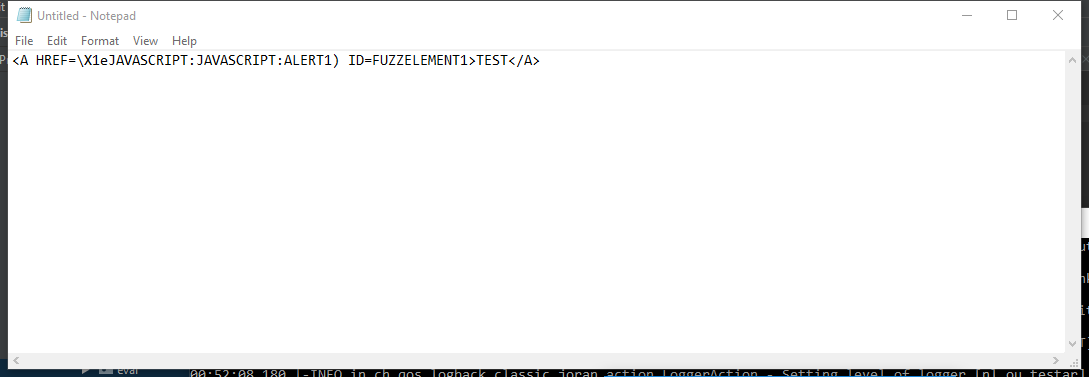 Untitled - Notepad
File Edit Format View Help
<A HREF=\X1eJAVASCRIPT:JAVASCRIPT:ALERT1) ID=FUZZELEMENT1>TEST</A>
eval
00:52:08,180 |-INFO in ch.qos.logback.classic.joran.action.LoggerAction - Setting level of logger [nl.ou.testar